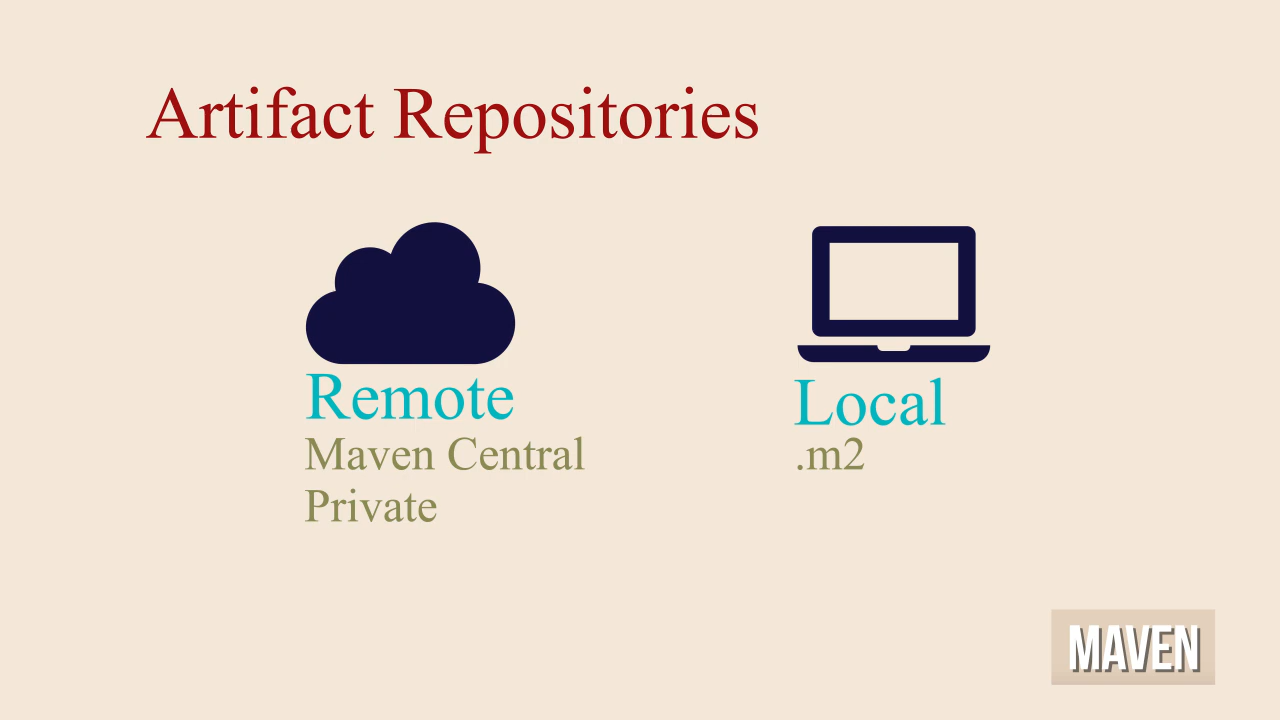 Artifact Repositories
Remote
Maven Central
Private
Local
.m2
MAVEN